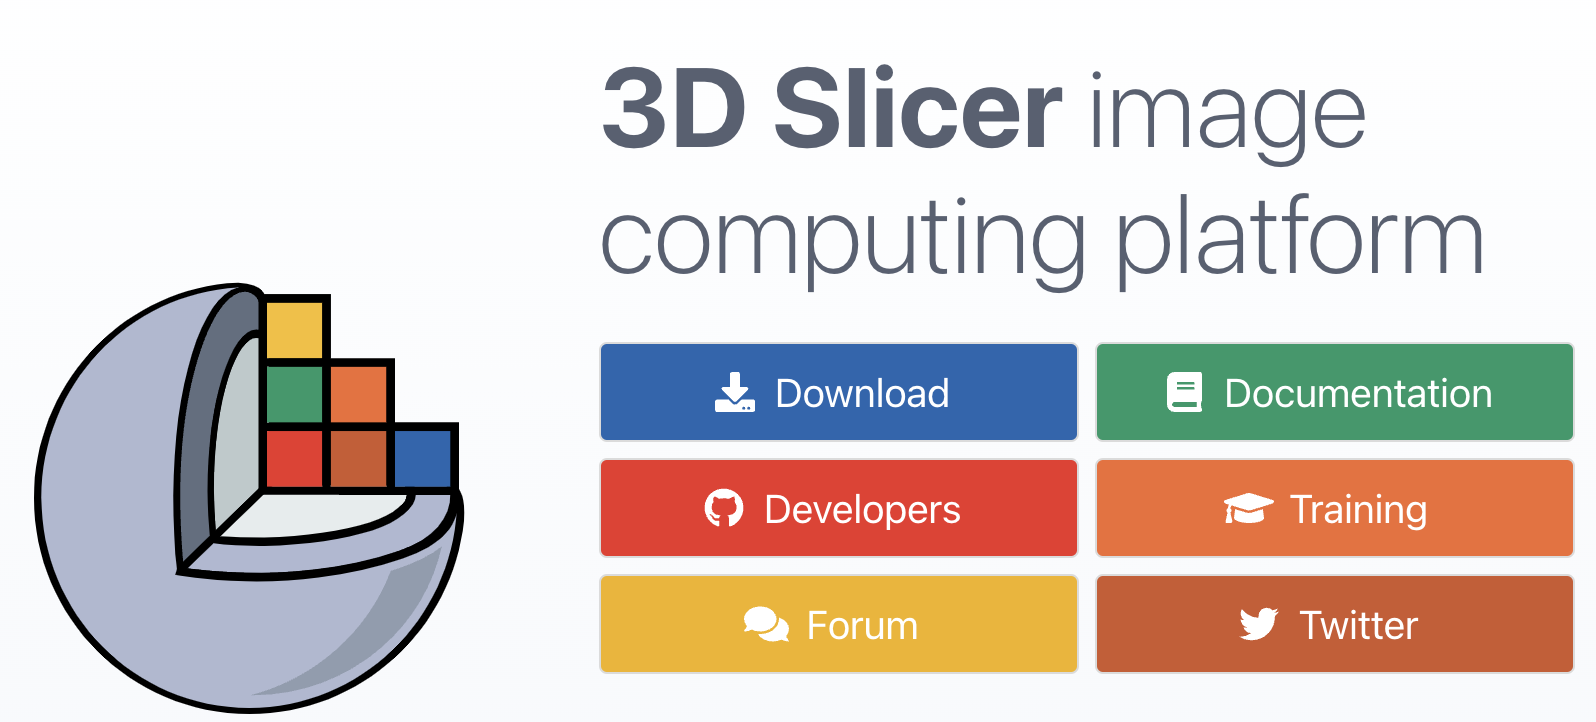 3D Slicer image
computing platform
Download
Documentation
Developers
Training
Forum
Twitter